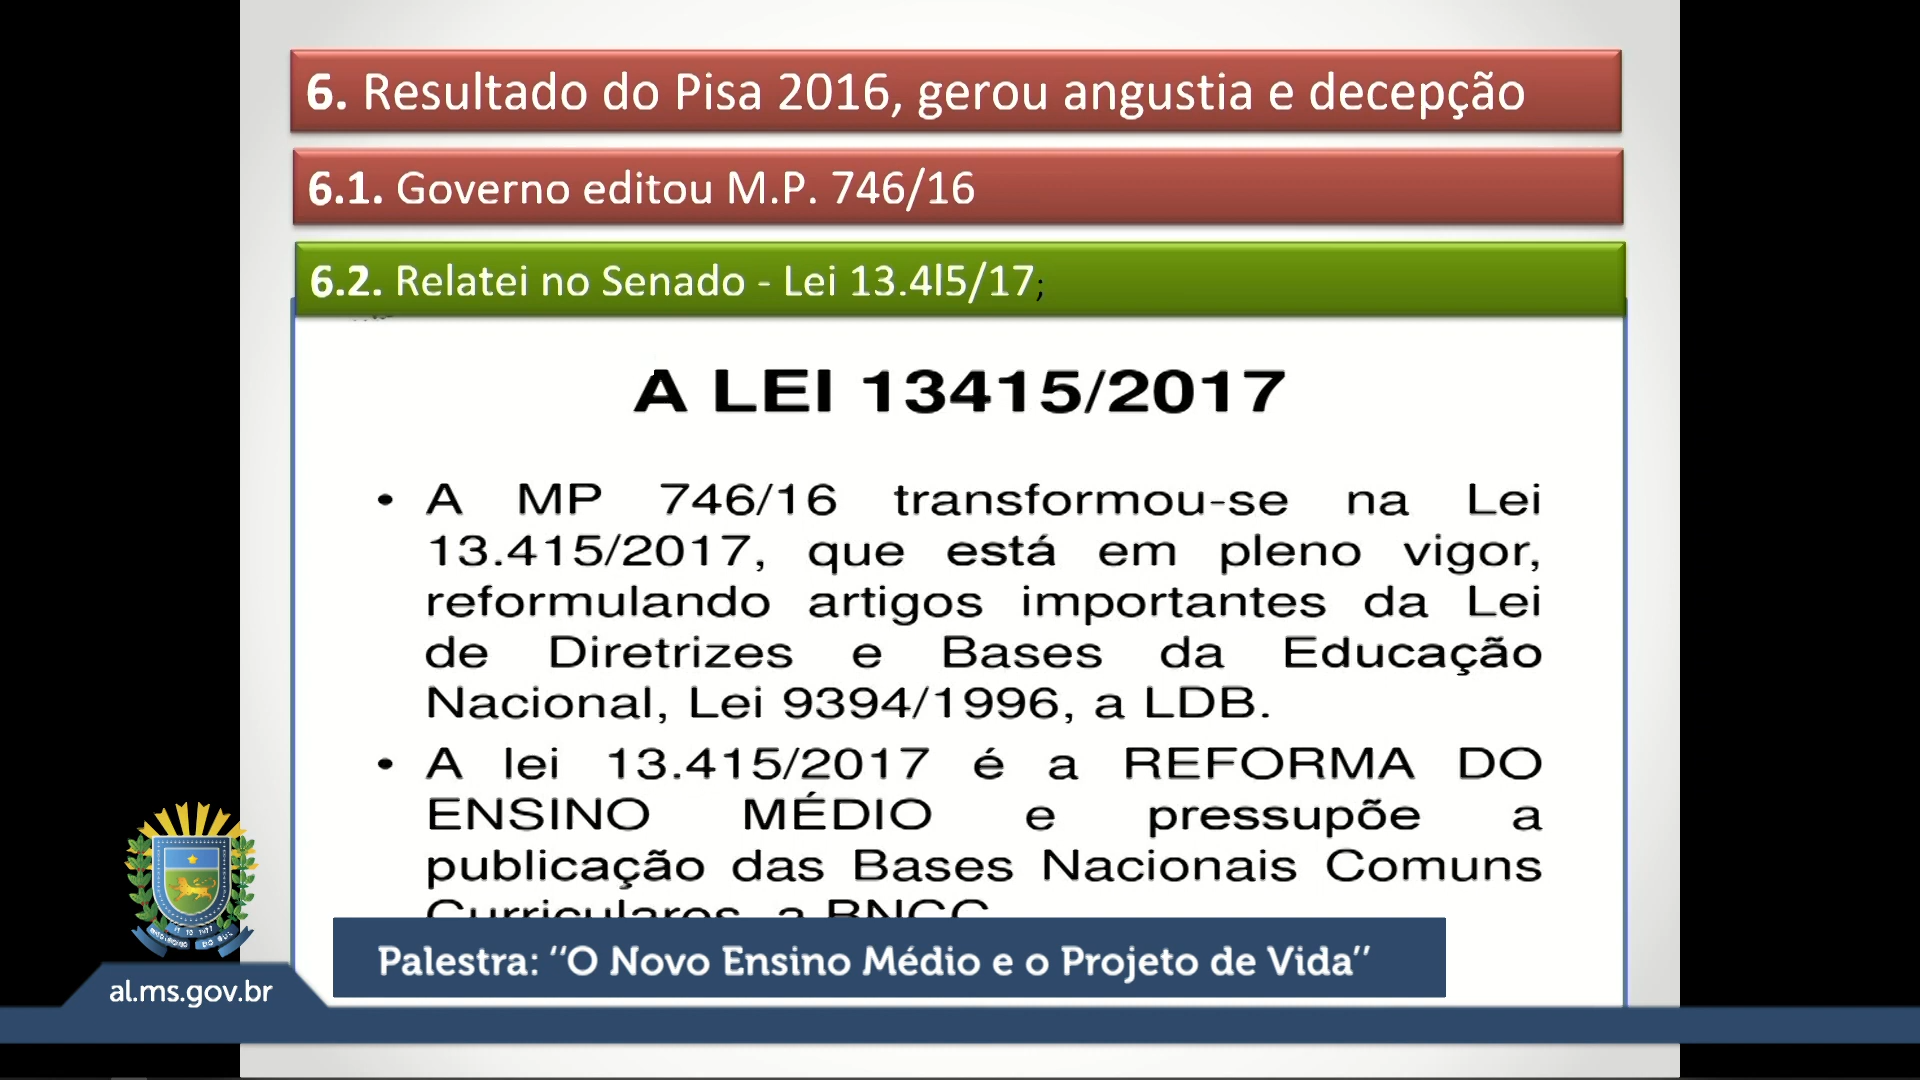 6. Resultado do Pisa 2016, gerou angustia e decepção
6.1. Governo editou M.P. 746/16
6.2. Relatei no Senado - Lei 13.4l5/17;
A LEI 13415/2017
• A MP 746/16 transformou-se na Lei
13.415/2017, que está em pleno vigor,
reformulando artigos importantes da Lei
de Diretrizes e Bases da Educação
Nacional, Lei 9394/1996, a LDB.
• A lei 13.415/2017 é a REFORMA DO
ENSINO MÉDIO e pressupõe a
publicação das Bases Nacionais Comuns
Curriculares, a BNCC
Palestra: ‘‘O Novo Ensino Médio e o Projeto de Vida’’
al.ms.gov.br